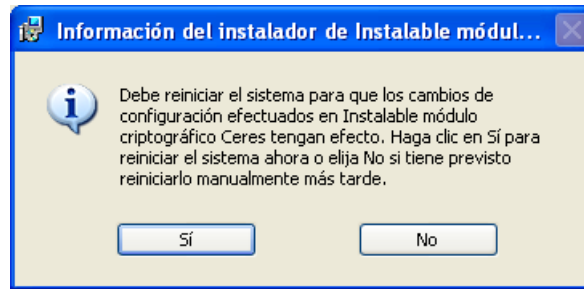 Información del instalador de Instalable módul...
Debe reiniciar el sistema para que los cambios de
configuración efectuados en Instalable módulo
criptográfico Ceres tengan efecto. Haga clic en Sí para
reiniciar el sistema ahora o elija No si tiene previsto
reiniciarlo manualmente más tarde.
Sí
No